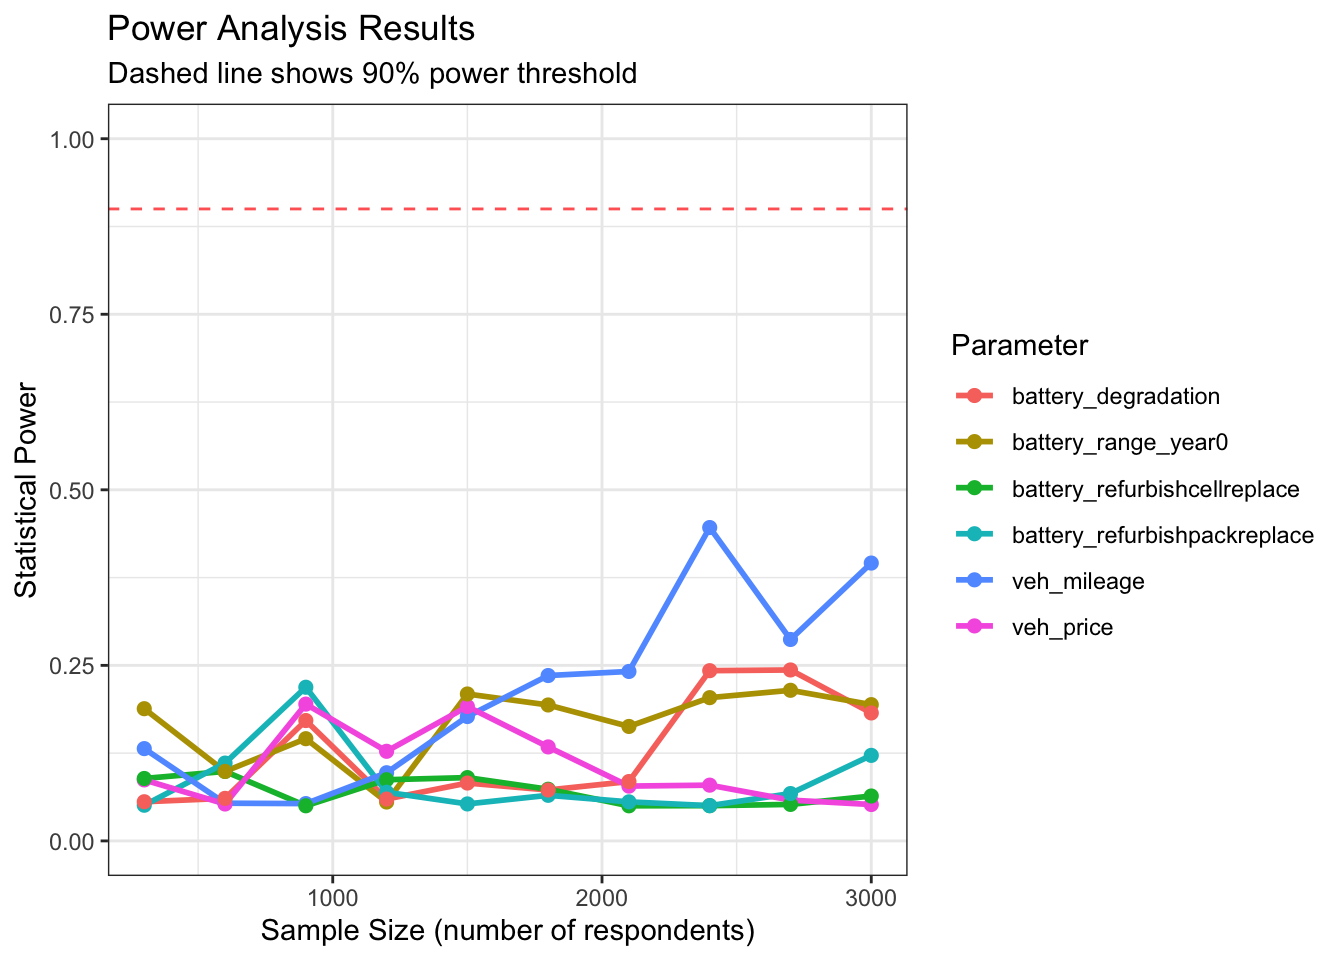 Power Analysis Results
Dashed line shows 90% power threshold
1.00
0.75
0.50
0.25
0.00
Statistical Power
1000
2000
3000
Sample Size (number of respondents)
Parameter
battery_degradation
battery_range_year0
battery_refurbishcellreplace
battery_refurbishpackreplace
veh_mileage
veh_price